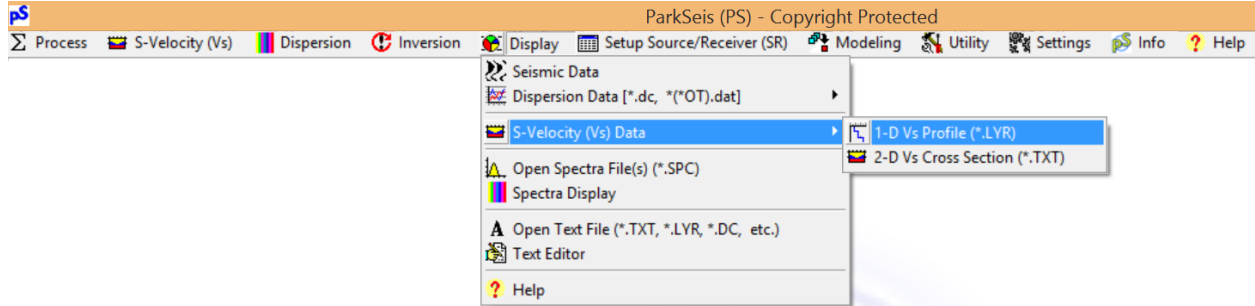 pS ParkSeis (PS) - Copyright Protected
Σ Process S-Velocity (Vs) Dispersion Inversion Display Setup Source/Receiver (SR) Modeling Utility Settings pS Info ? Help
Seismic Data
Dispersion Data [*.dc, *(*OT).dat]
S-Velocity (Vs) Data
1-D Vs Profile (*.LYR)
2-D Vs Cross Section (*.TXT)
Open Spectra File(s) (*.SPC)
Spectra Display
A Open Text File (*.TXT, *.LYR, *.DC, etc.)
Text Editor
? Help